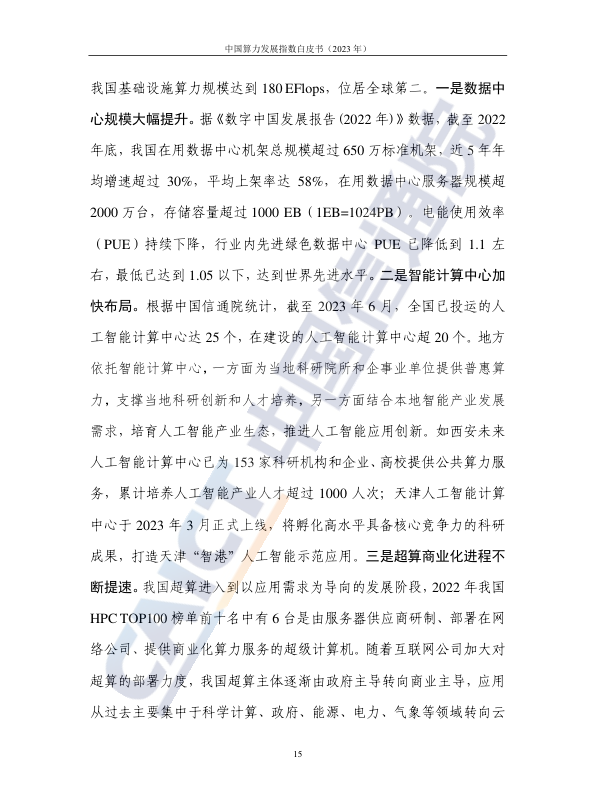 中国算力发展指数白皮书（2023 年）
我国基础设施算力规模达到 180 EFlops，位居全球第二。一是数据中
心规模大幅提升。据《数字中国发展报告（2022 年）》数据，截至 2022
年底，我国在用数据中心机架总规模超过 650 万标准机架，近 5 年年
均增速超过 30%，平均上架率达 58%，在用数据中心服务器规模超
2000 万台，存储容量超过 1000 EB（1EB=1024PB）。电能使用效率
（PUE）持续下降，行业内先进绿色数据中心 PUE 已降低到 1.1 左
右，最低已达到 1.05 以下，达到世界先进水平。二是智能计算中心加
快布局。根据中国信通院统计，截至 2023 年 6 月，全国已投运的人
工智能计算中心达 25 个，在建设的人工智能计算中心超 20 个。地方
依托智能计算中心，一方面为当地科研院所和企事业单位提供普惠算
力，支撑当地科研创新和人才培养，另一方面结合本地智能产业发展
需求，培育人工智能产业生态，推进人工智能应用创新。如西安未来
人工智能计算中心已为 153 家科研机构和企业、高校提供公共算力服
务，累计培养人工智能产业人才超过 1000 人次；天津人工智能计算
中心于 2023 年 3 月正式上线，将孵化高水平具备核心竞争力的科研
成果，打造天津“智港”人工智能示范应用。三是超算商业化进程不
断提速。我国超算进入到以应用需求为导向的发展阶段，2022 年我国
HPC TOP100 榜单前十名中有 6 台是由服务器供应商研制、部署在网
络公司、提供商业化算力服务的超级计算机。随着互联网公司加大对
超算的部署力度，我国超算主体逐渐由政府主导转向商业主导，应用
从过去主要集中于科学计算、政府、能源、电力、气象等领域转向云
15
CAICT 中国信通院